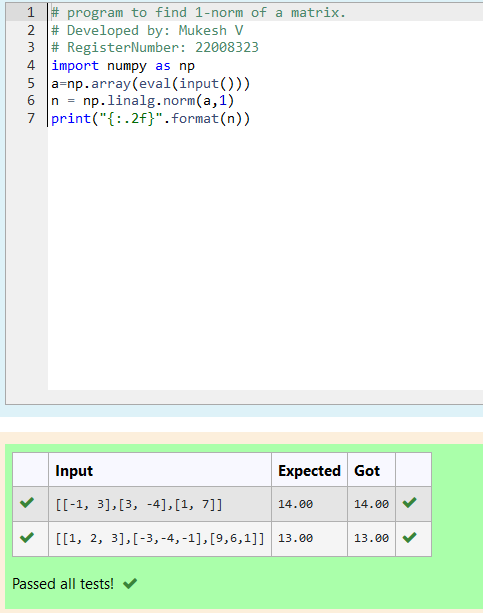 1 # program to find 1-norm of a matrix.
2 # Developed by: Mukesh V
3 # RegisterNumber: 22008323
4 import numpy as np
5 a=np.array(eval(input()))
6 n = np.linalg.norm(a,1)
7 print("{:.2f}".format(n))
Input Expected Got
[[-1, 3],[3, -4],[1, 7]] 14.00 14.00
[[1, 2, 3],[-3,-4,-1],[9,6,1]] 13.00 13.00
Passed all tests!